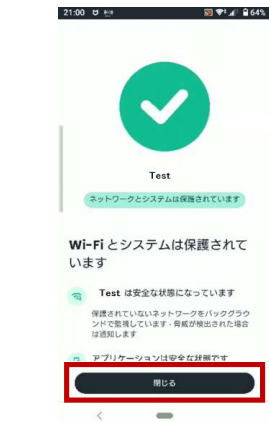 21:00
64%
Test
ネットワークとシステムは保護されています
Wi-Fi とシステムは保護されて
います
Test は安全な状態になっています
保護されていないネットワークをバックグラウ
ンドで監視しています - 脅威が検出された場合
は通知します
アプリケーションは安全な状態です
閉じる